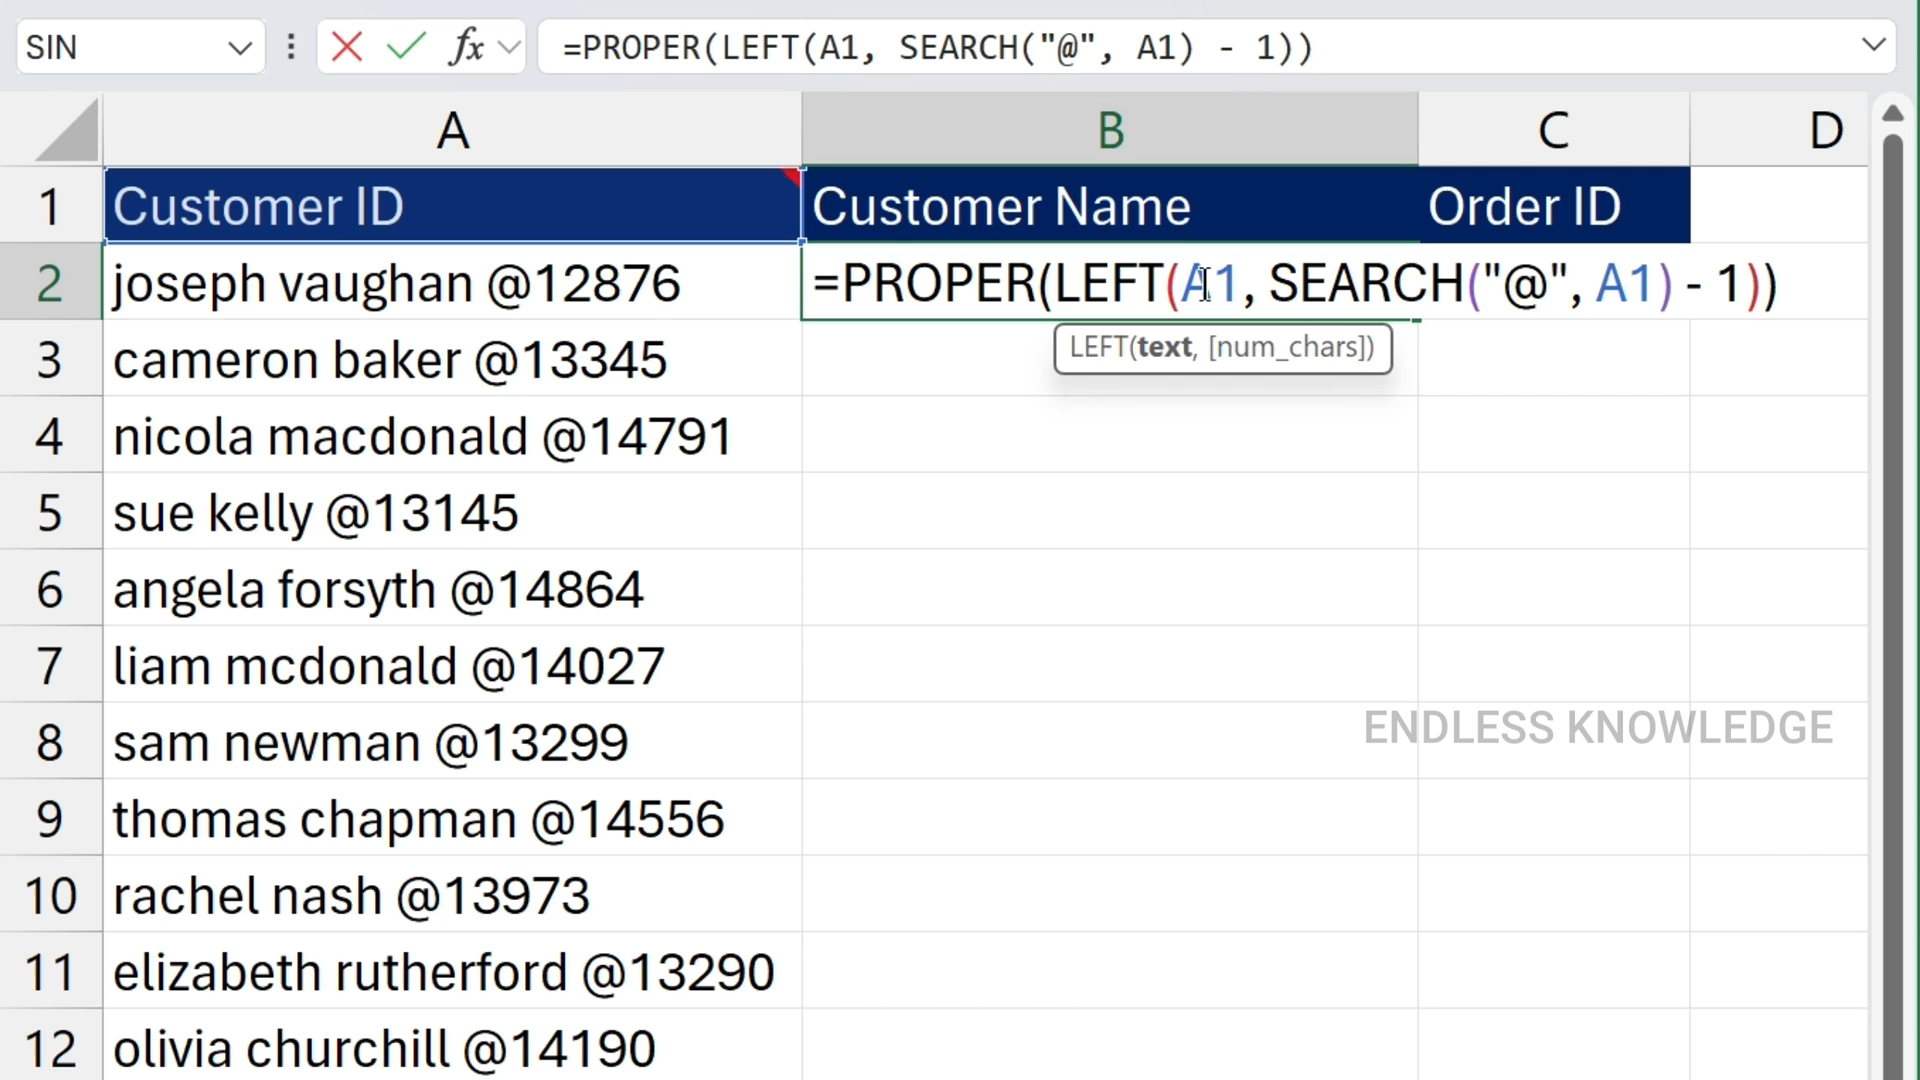 SIN
fx
=PROPER(LEFT(A1, SEARCH("@", A1) - 1))
A B C D
1 Customer ID Customer Name Order ID
2 joseph vaughan @12876 =PROPER(LEFT(A1, SEARCH("@", A1) - 1))
LEFT(text, [num_chars])
3 cameron baker @13345
4 nicola macdonald @14791
5 sue kelly @13145
6 angela forsyth @14864
7 liam mcdonald @14027
ENDLESS KNOWLEDGE
8 sam newman @13299
9 thomas chapman @14556
10 rachel nash @13973
11 elizabeth rutherford @13290
12 olivia churchill @14190